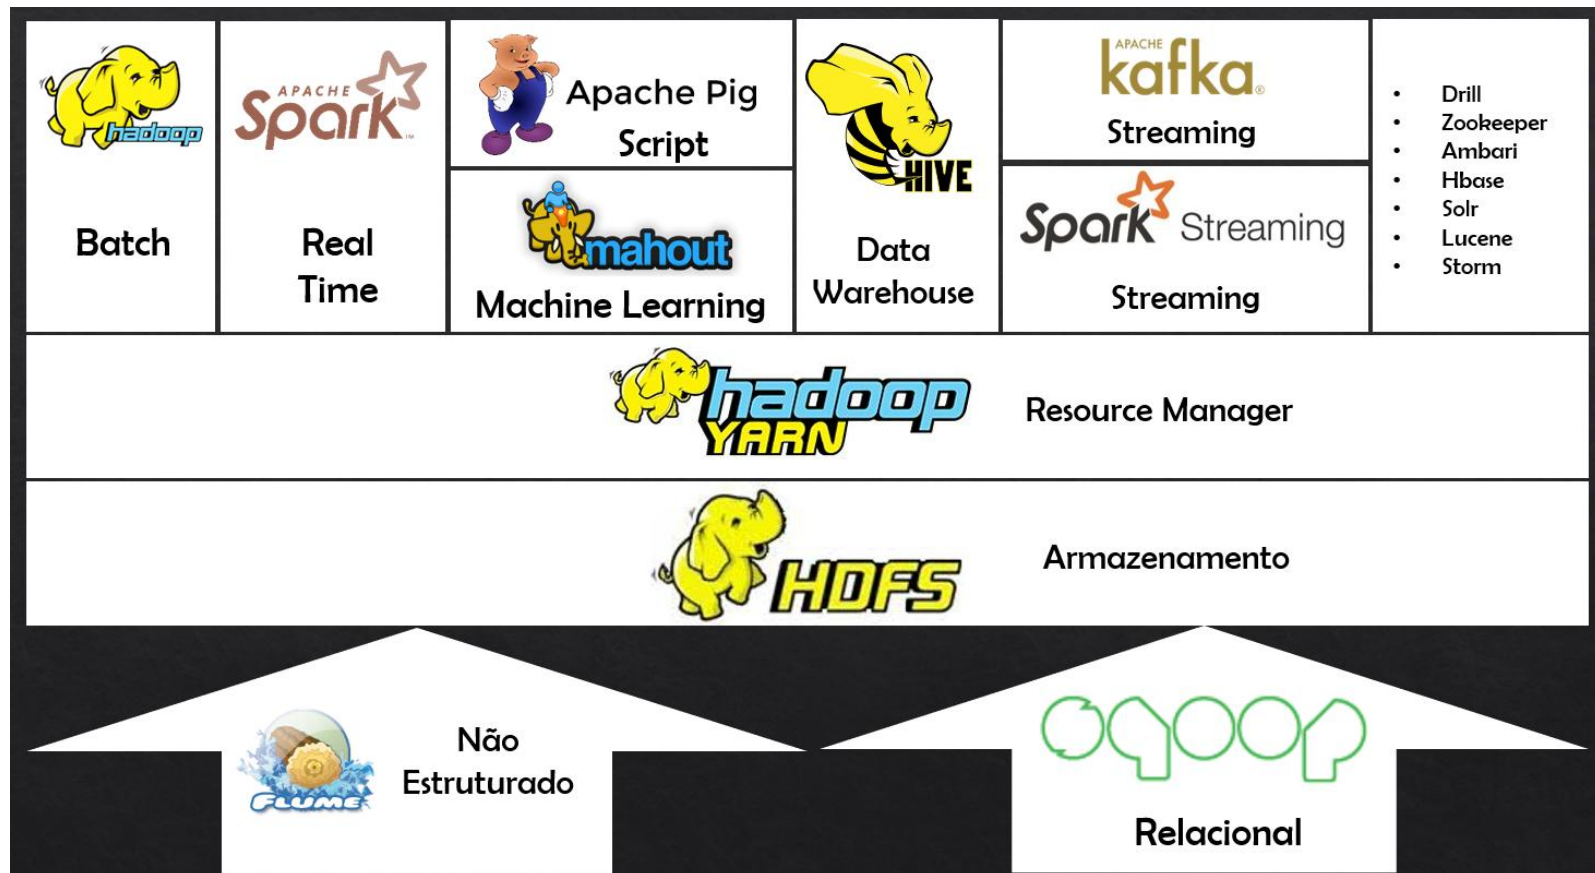 hadoop
Batch
APACHE
Spark™
Real
Time
Apache Pig
Script
mahout
Machine Learning
HIVE
Data
Warehouse
APACHE
kafka®
Streaming
Spark Streaming
Streaming
• Drill
• Zookeeper
• Ambari
• Hbase
• Solr
• Lucene
• Storm
hadoop
YARN
Resource Manager
HDFS
Armazenamento
FLUME
Não
Estruturado
sqoop
Relacional